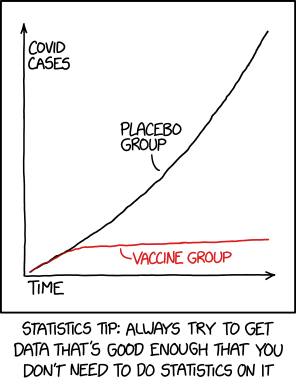 COVID
CASES
PLACEBO
GROUP
VACCINE GROUP
TIME
STATISTICS TIP: ALWAYS TRY TO GET
DATA THAT'S GOOD ENOUGH THAT YOU
DON'T NEED TO DO STATISTICS ON IT